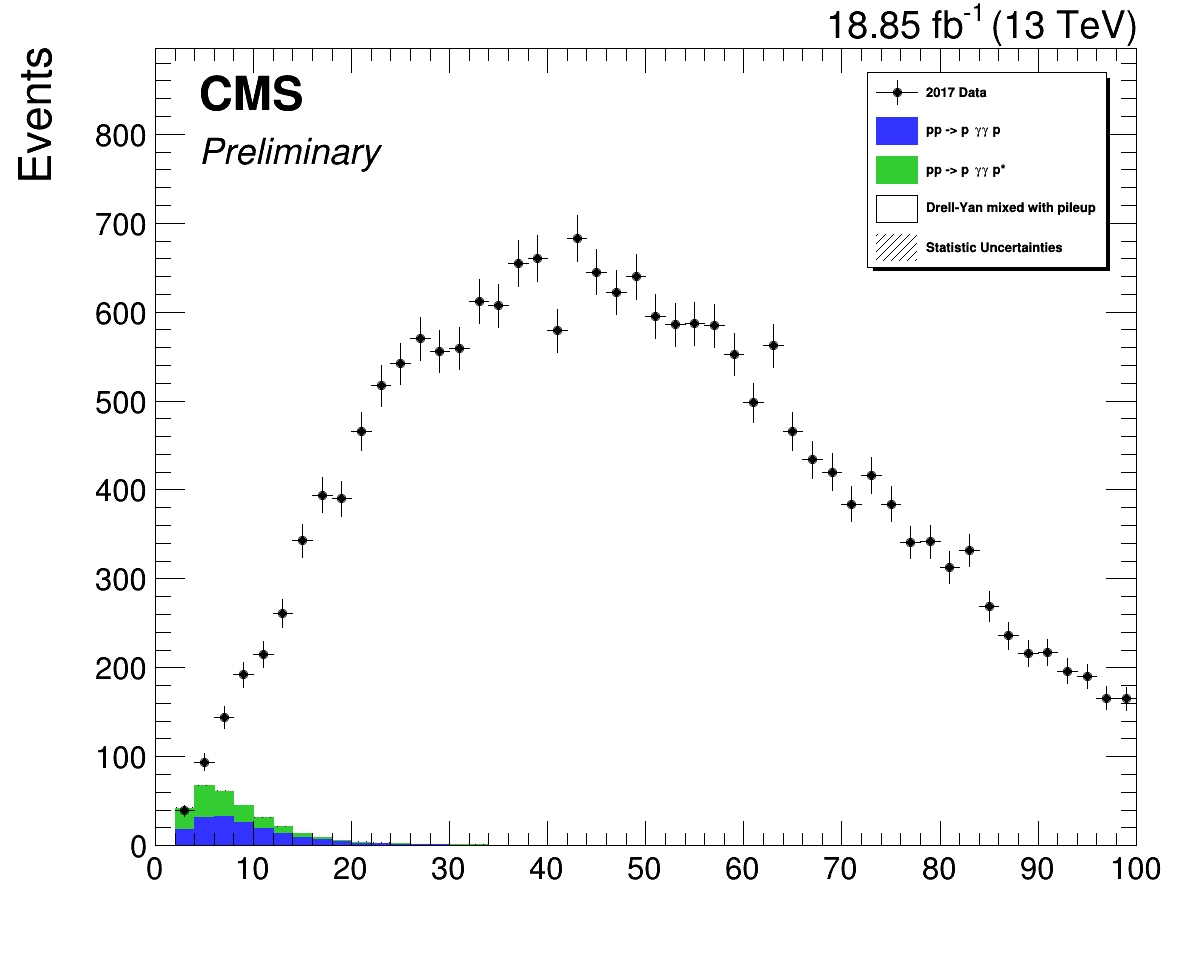 18.85 fb-1 (13 TeV)
Events
CMS
Preliminary
2017 Data
pp -> p γγ p
pp -> p γγ p*
Drell-Yan mixed with pileup
Statistic Uncertainties
800
700
600
500
400
300
200
100
0
0 10 20 30 40 50 60 70 80 90 100